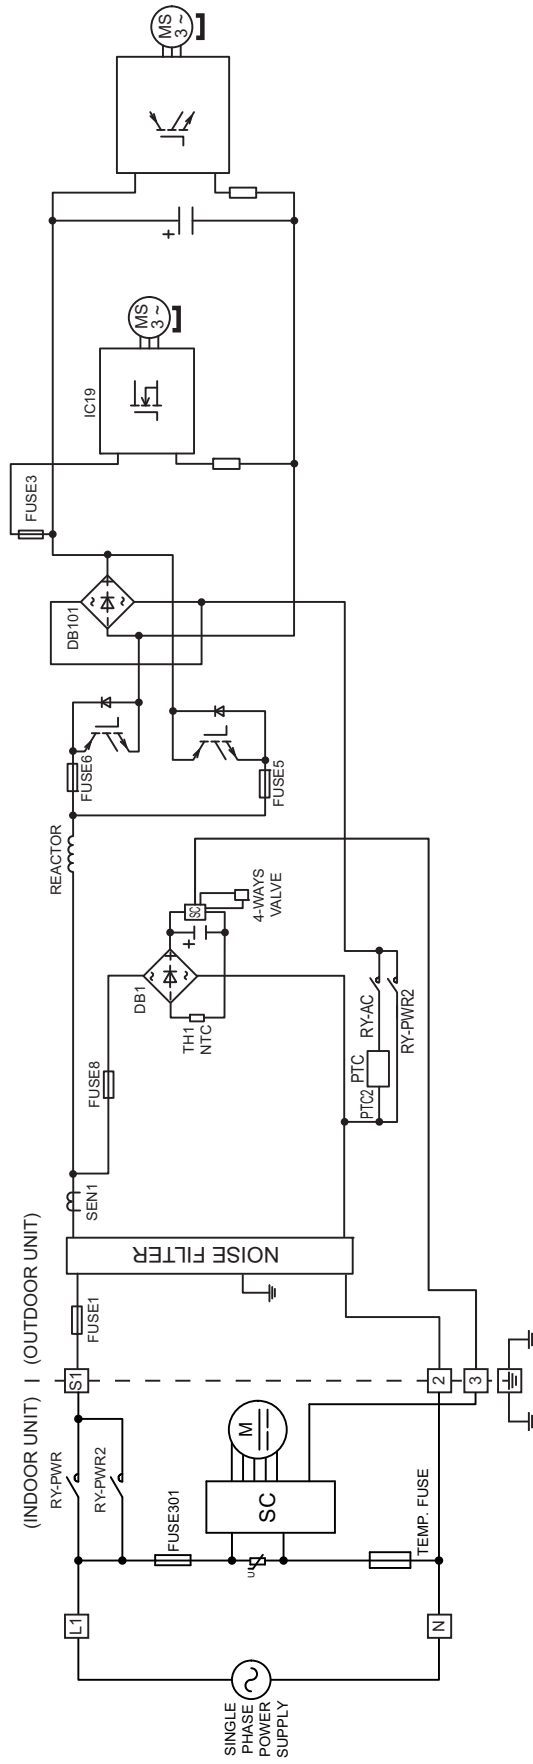 (INDOOR UNIT)
(OUTDOOR UNIT)
SINGLE
PHASE
POWER
SUPPLY
L1
N
RY-PWR
RY-PWR2
FUSE301
U
TEMP. FUSE
SC
M
S1
2
3
FUSE1
NOISE FILTER
SEN1
FUSE8
DB1
TH1
NTC
+
SC
4-WAYS
VALVE
PTC2
PTC
RY-AC
RY-PWR2
REACTOR
FUSE6
FUSE5
DB101
FUSE3
IC19
MS
3 ~
+
MS
3 ~